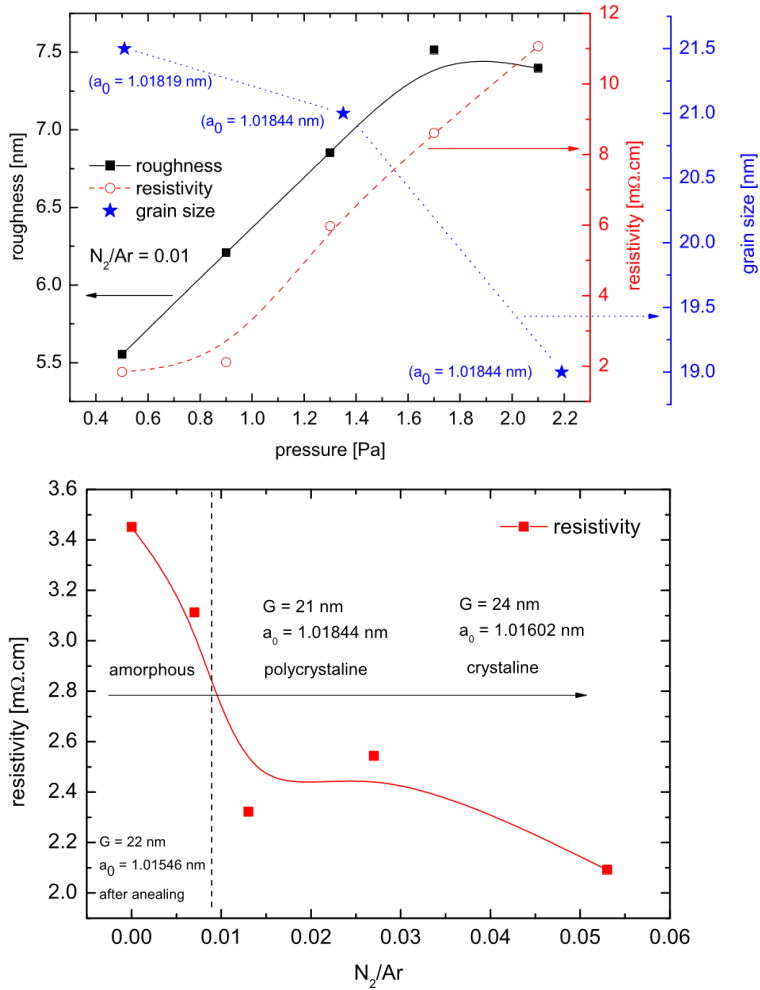 7.5
7.0
6.5
6.0
5.5
roughness [nm]
0.4 0.6 0.8 1.0 1.2 1.4 1.6 1.8 2.0 2.2
pressure [Pa]
12
10
8
6
4
2
resistivity [mΩ.cm]
21.5
21.0
20.5
20.0
19.5
19.0
grain size [nm]
(a0 = 1.01819 nm)
(a0 = 1.01844 nm)
roughness
resistivity
grain size
N2/Ar = 0.01
(a0 = 1.01844 nm)
3.6
3.4
3.2
3.0
2.8
2.6
2.4
2.2
2.0
resistivity [mΩ.cm]
resistivity
G = 21 nm
a0 = 1.01844 nm
polycrystaline
G = 24 nm
a0 = 1.01602 nm
crystaline
amorphous
G = 22 nm
a0 = 1.01546 nm
after anealing
0.00 0.01 0.02 0.03 0.04 0.05 0.06
N2/Ar